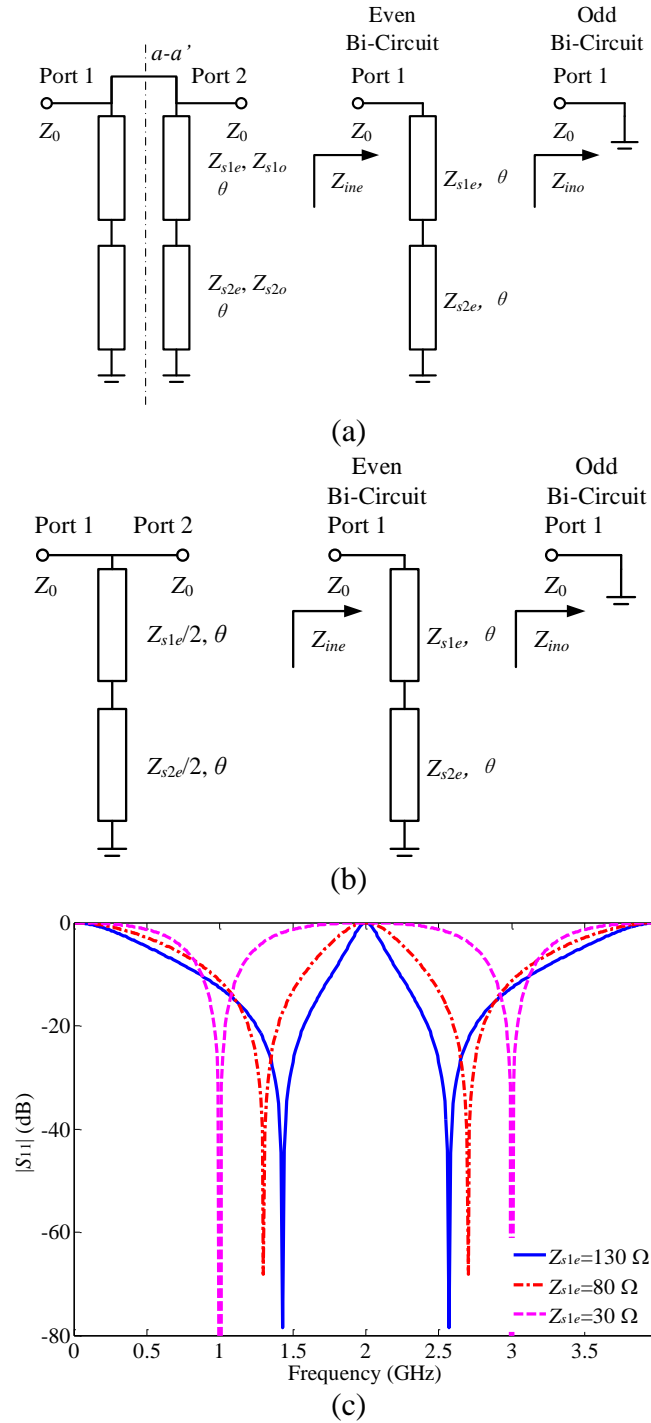 a-a'
Port 1
Port 2
Z0
Z0
Zs1e, Zs1o
θ
Zs2e, Zs2o
θ
Even
Bi-Circuit
Port 1
Z0
Zine
Zs1e, θ
Zs2e, θ
Odd
Bi-Circuit
Port 1
Z0
Zino
(a)
Port 1
Port 2
Z0
Z0
Zs1e/2, θ
Zs2e/2, θ
Even
Bi-Circuit
Port 1
Z0
Zine
Zs1e, θ
Zs2e, θ
Odd
Bi-Circuit
Port 1
Z0
Zino
(b)
0
-20
-40
-60
-80
|S11| (dB)
Zs1e=130 Ω
Zs1e=80 Ω
Zs1e=30 Ω
0 0.5 1 1.5 2 2.5 3 3.5
Frequency (GHz)
(c)